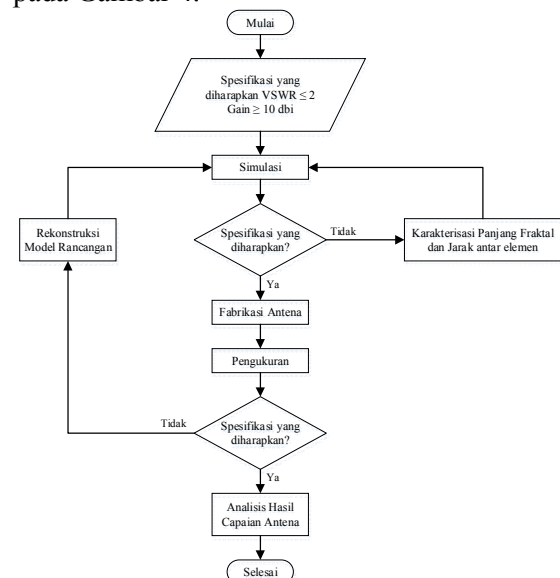 pada Gambar 4.
Mulai
Spesifikasi yang
diharapkan VSWR ≤ 2
Gain ≥ 10 dbi
Simulasi
Rekonstruksi
Model Rancangan
Spesifikasi yang
diharapkan?
Tidak
Karakterisasi Panjang Fraktal
dan Jarak antar elemen
Ya
Fabrikasi Antena
Pengukuran
Tidak
Spesifikasi yang
diharapkan?
Ya
Analisis Hasil
Capaian Antena
Selesai